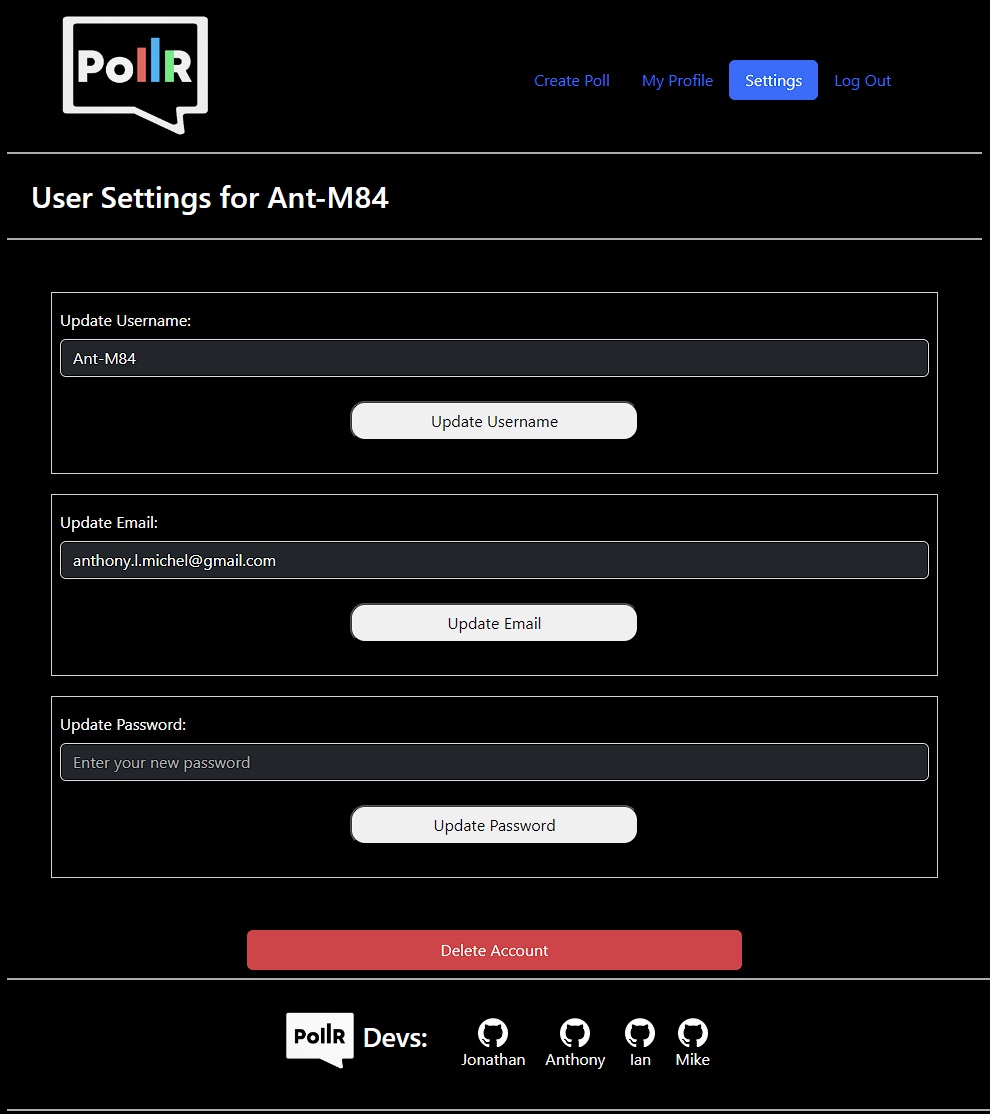 PollR
Create Poll My Profile Settings Log Out
User Settings for Ant-M84
Update Username:
Ant-M84
Update Username
Update Email:
anthony.l.michel@gmail.com
Update Email
Update Password:
Enter your new password
Update Password
Delete Account
PollR Devs:
Jonathan Anthony Ian Mike